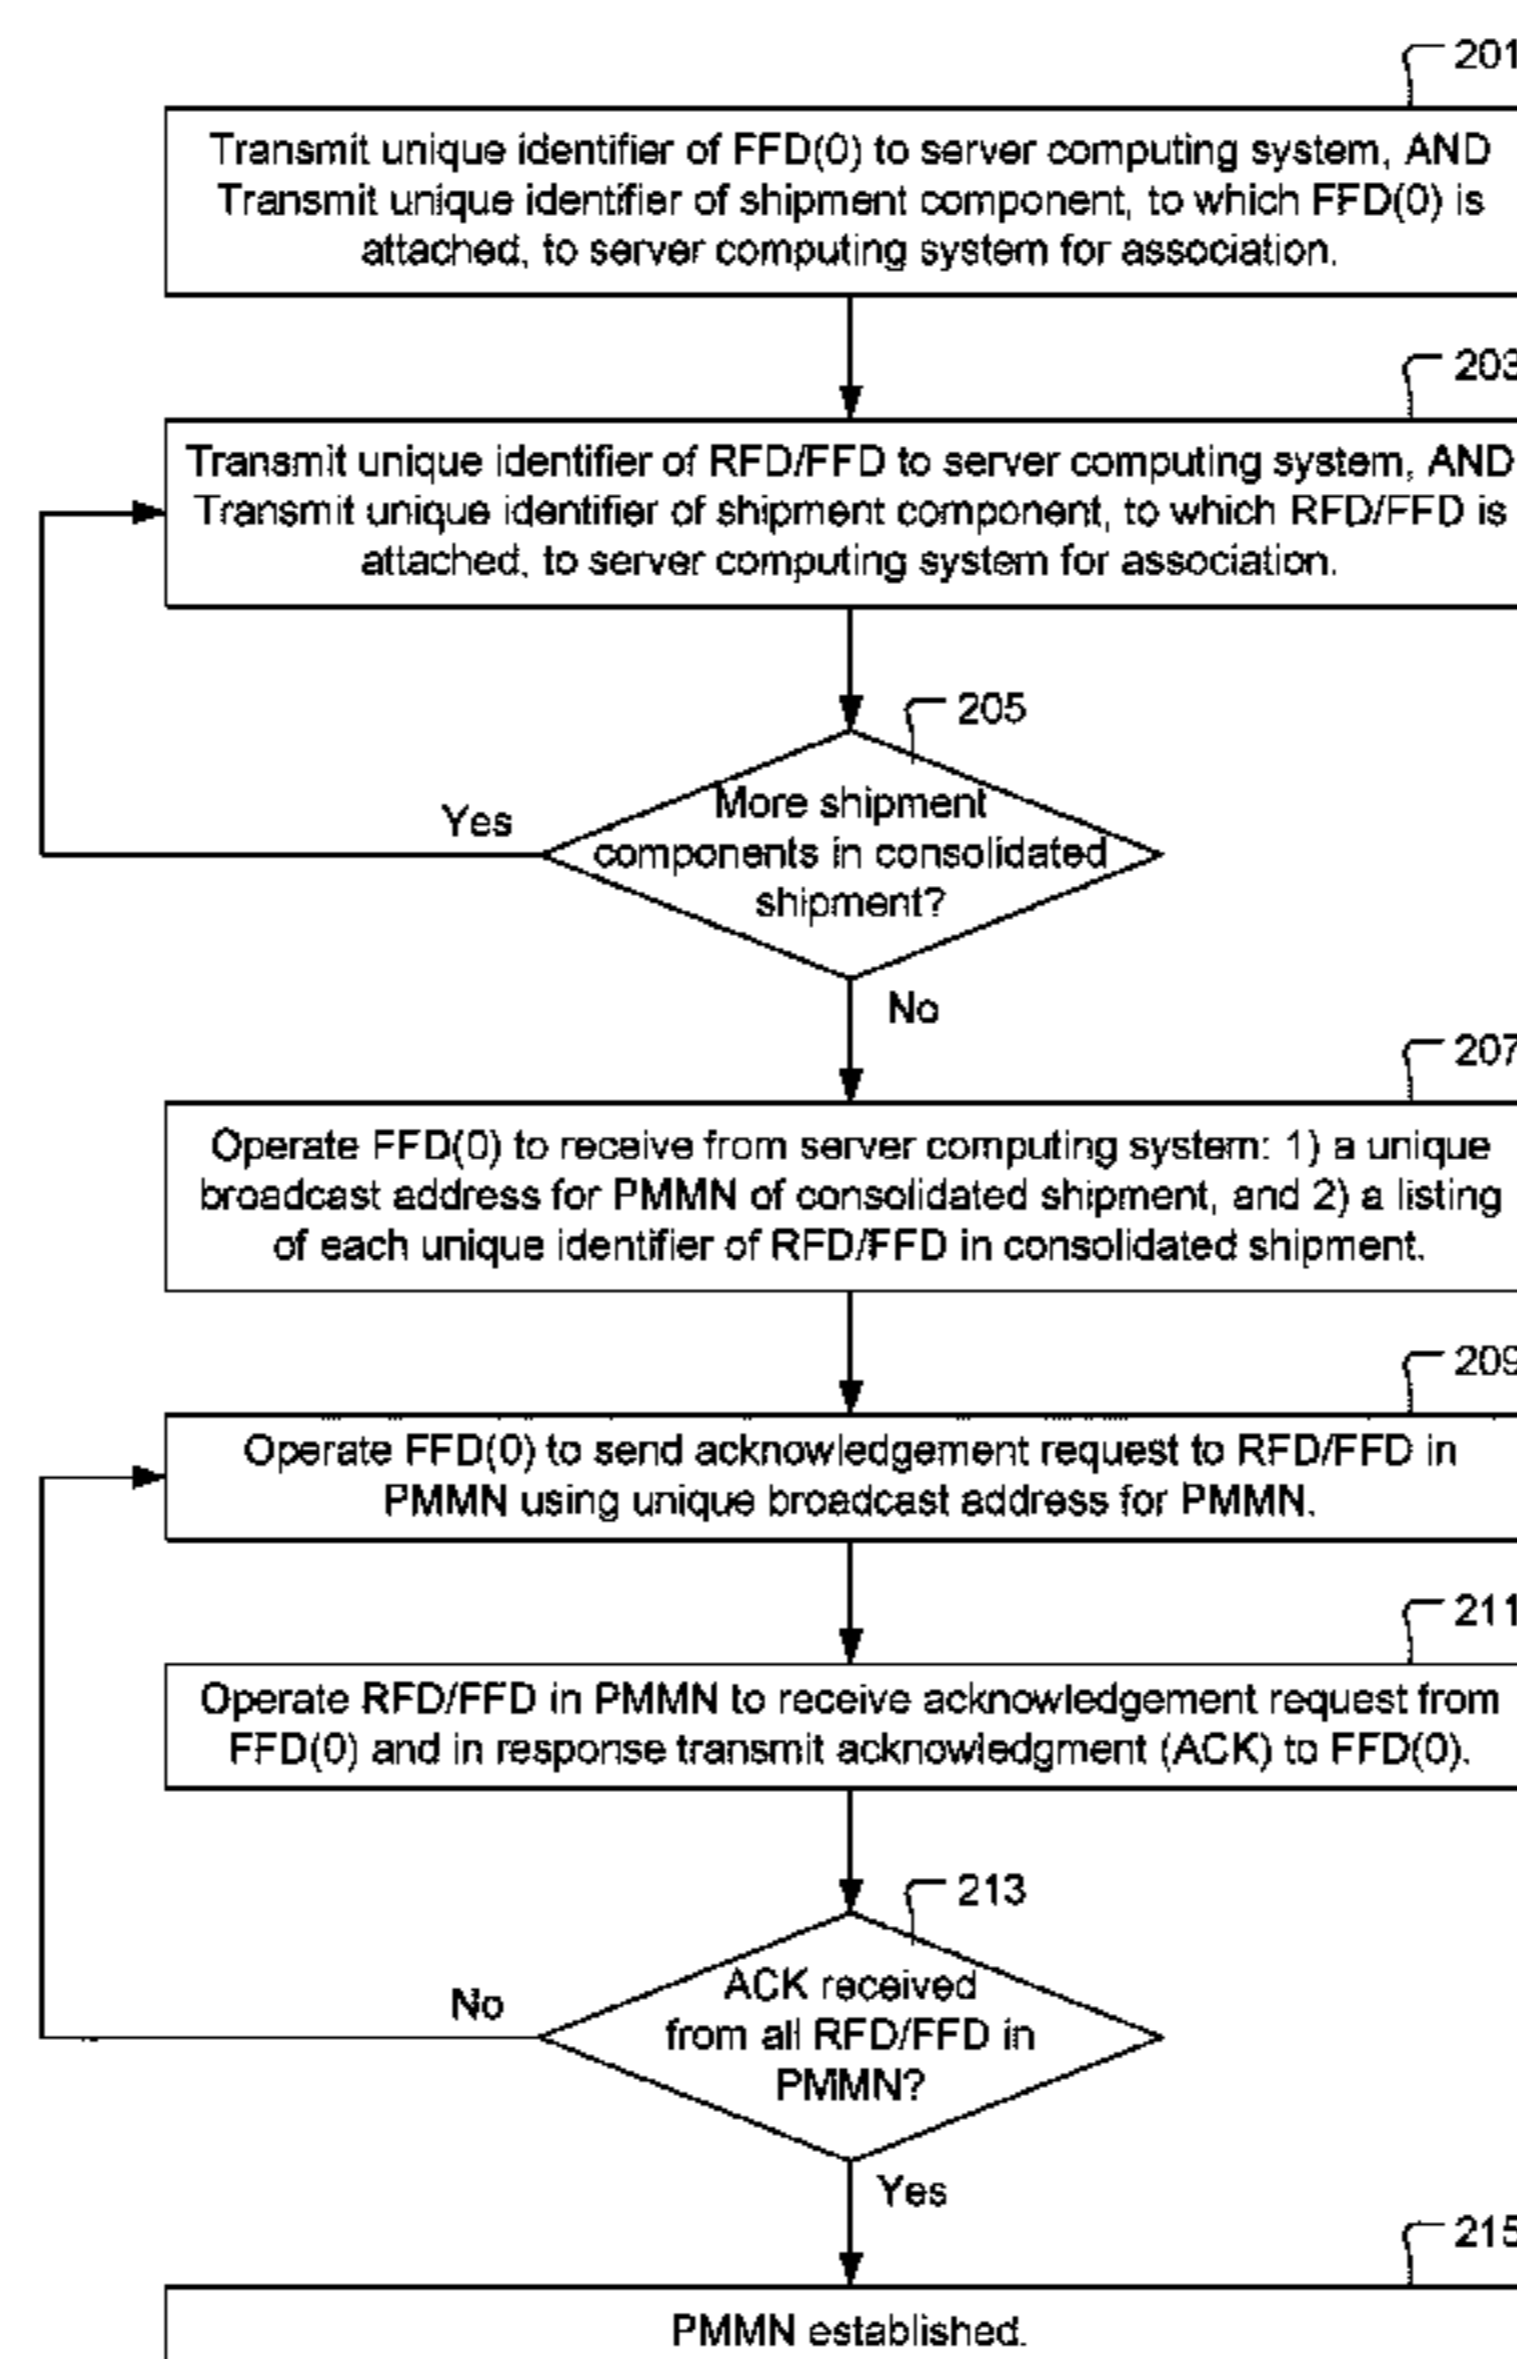 201
Transmit unique identifier of FFD(0) to server computing system, AND
Transmit unique identifier of shipment component, to which FFD(0) is
attached, to server computing system for association.
203
Transmit unique identifier of RFD/FFD to server computing system, AND
Transmit unique identifier of shipment component, to which RFD/FFD is
attached, to server computing system for association.
205
More shipment
Yes
components in consolidated
shipment?
No
207
Operate FFD(0) to receive from server computing system: 1) a unique
broadcast address for PMMN of consolidated shipment, and 2) a listing
of each unique identifier of RFD/FFD in consolidated shipment.
209
Operate FFD(0) to send acknowledgement request to RFD/FFD in
PMMN using unique broadcast address for PMMN.
211
Operate RFD/FFD in PMMN to receive acknowledgement request from
FFD(0) and in response transmit acknowledgment (ACK) to FFD(0).
213
ACK received
No
from all RFD/FFD in
PMMN?
Yes
215
PMMN established.